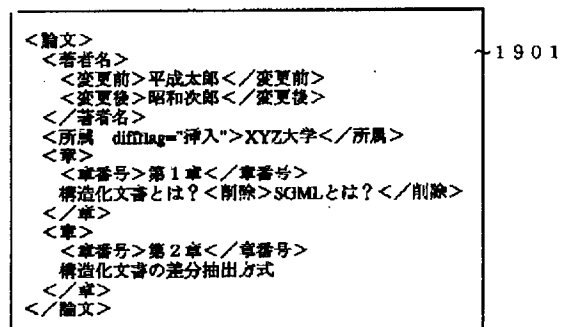 <論文>
<著者名>
<変更前>平成太郎</変更前>
<変更後>昭和次郎</変更後>
</著者名>
<所属 diffflag="挿入">XYZ大学</所属>
<章>
<章番号>第1章</章番号>
構造化文書とは?<削除>SGMLとは?</削除>
</章>
<章>
<章番号>第2章</章番号>
構造化文書の差分抽出方式
</章>
</論文>
~1901